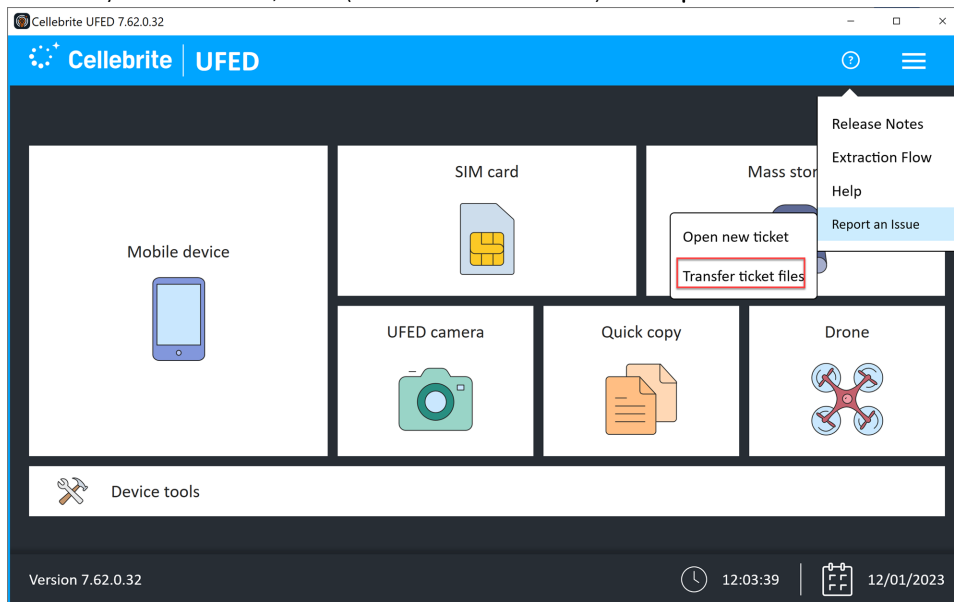 Cellebrite UFED 7.62.0.32
Cellebrite UFED
?
Release Notes
Extraction Flow
Help
Report an Issue
Open new ticket
Transfer ticket files
Mobile device
SIM card
Mass stor
UFED camera
Quick copy
Drone
Device tools
Version 7.62.0.32
12:03:39
12/01/2023